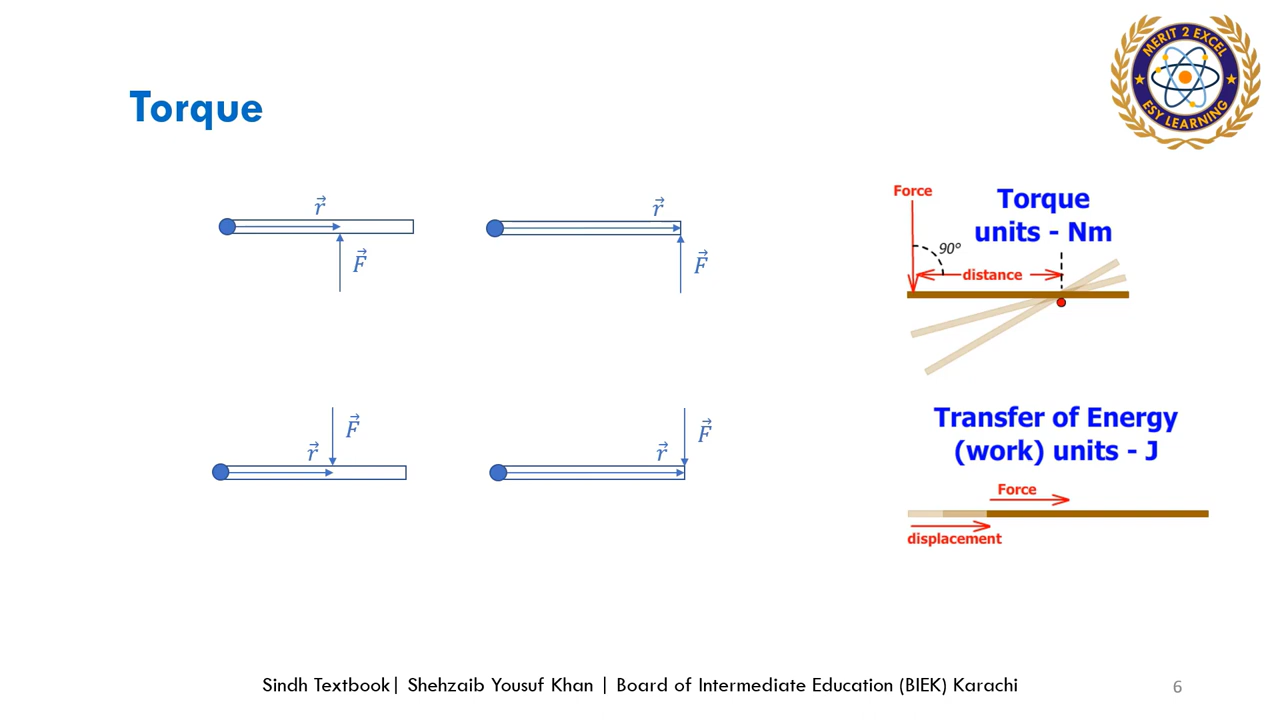 MERIT 2 EXCEL
ESY LEARNING
Torque
r⃗
F⃗
r⃗
F⃗
Force
Torque
units - Nm
90°
distance
F⃗
r⃗
F⃗
r⃗
Transfer of Energy
(work) units - J
Force
displacement
Sindh Textbook| Shehzaib Yousuf Khan | Board of Intermediate Education (BIEK) Karachi
6